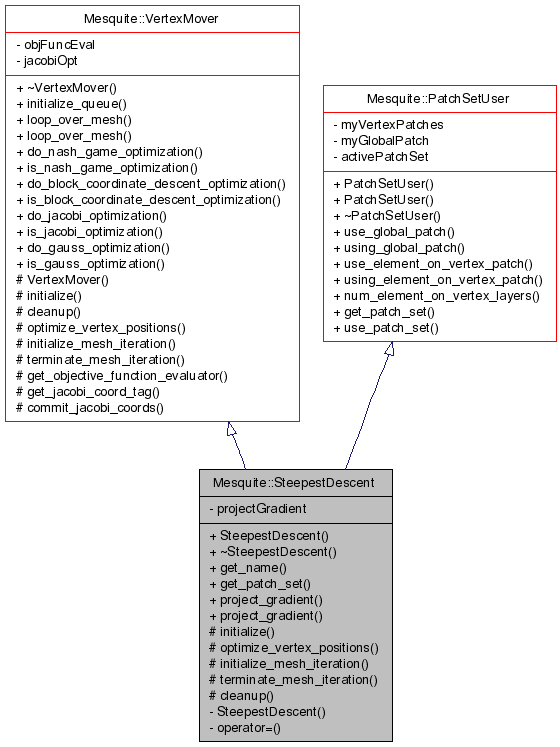 Mesquite::VertexMover
- objFuncEval
- jacobiOpt
+ ~VertexMover()
+ initialize_queue()
+ loop_over_mesh()
+ loop_over_mesh()
+ do_nash_game_optimization()
+ is_nash_game_optimization()
+ do_block_coordinate_descent_optimization()
+ is_block_coordinate_descent_optimization()
+ do_jacobi_optimization()
+ is_jacobi_optimization()
+ do_gauss_optimization()
+ is_gauss_optimization()
# VertexMover()
# initialize()
# cleanup()
# optimize_vertex_positions()
# initialize_mesh_iteration()
# terminate_mesh_iteration()
# get_objective_function_evaluator()
# get_jacobi_coord_tag()
# commit_jacobi_coords()
Mesquite::PatchSetUser
- myVertexPatches
- myGlobalPatch
- activePatchSet
+ PatchSetUser()
+ PatchSetUser()
+ ~PatchSetUser()
+ use_global_patch()
+ using_global_patch()
+ use_element_on_vertex_patch()
+ using_element_on_vertex_patch()
+ num_element_on_vertex_layers()
+ get_patch_set()
+ use_patch_set()
Mesquite::SteepestDescent
- projectGradient
+ SteepestDescent()
+ ~SteepestDescent()
+ get_name()
+ get_patch_set()
+ project_gradient()
+ project_gradient()
# initialize()
# optimize_vertex_positions()
# initialize_mesh_iteration()
# terminate_mesh_iteration()
# cleanup()
- SteepestDescent()
- operator=()